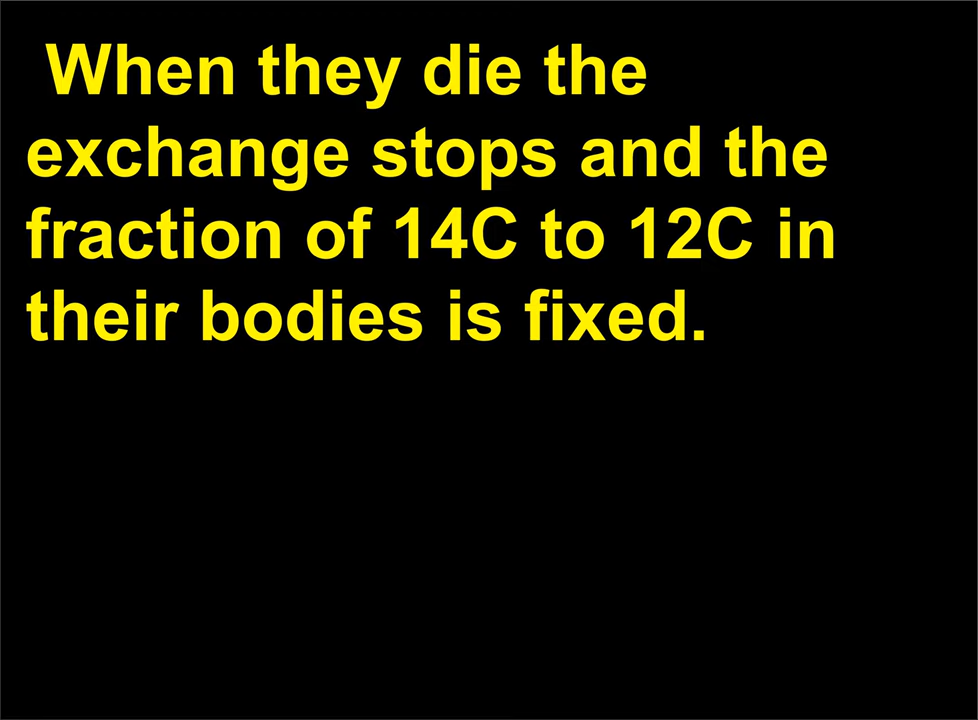 When they die the
exchange stops and the
fraction of 14C to 12C in
their bodies is fixed.